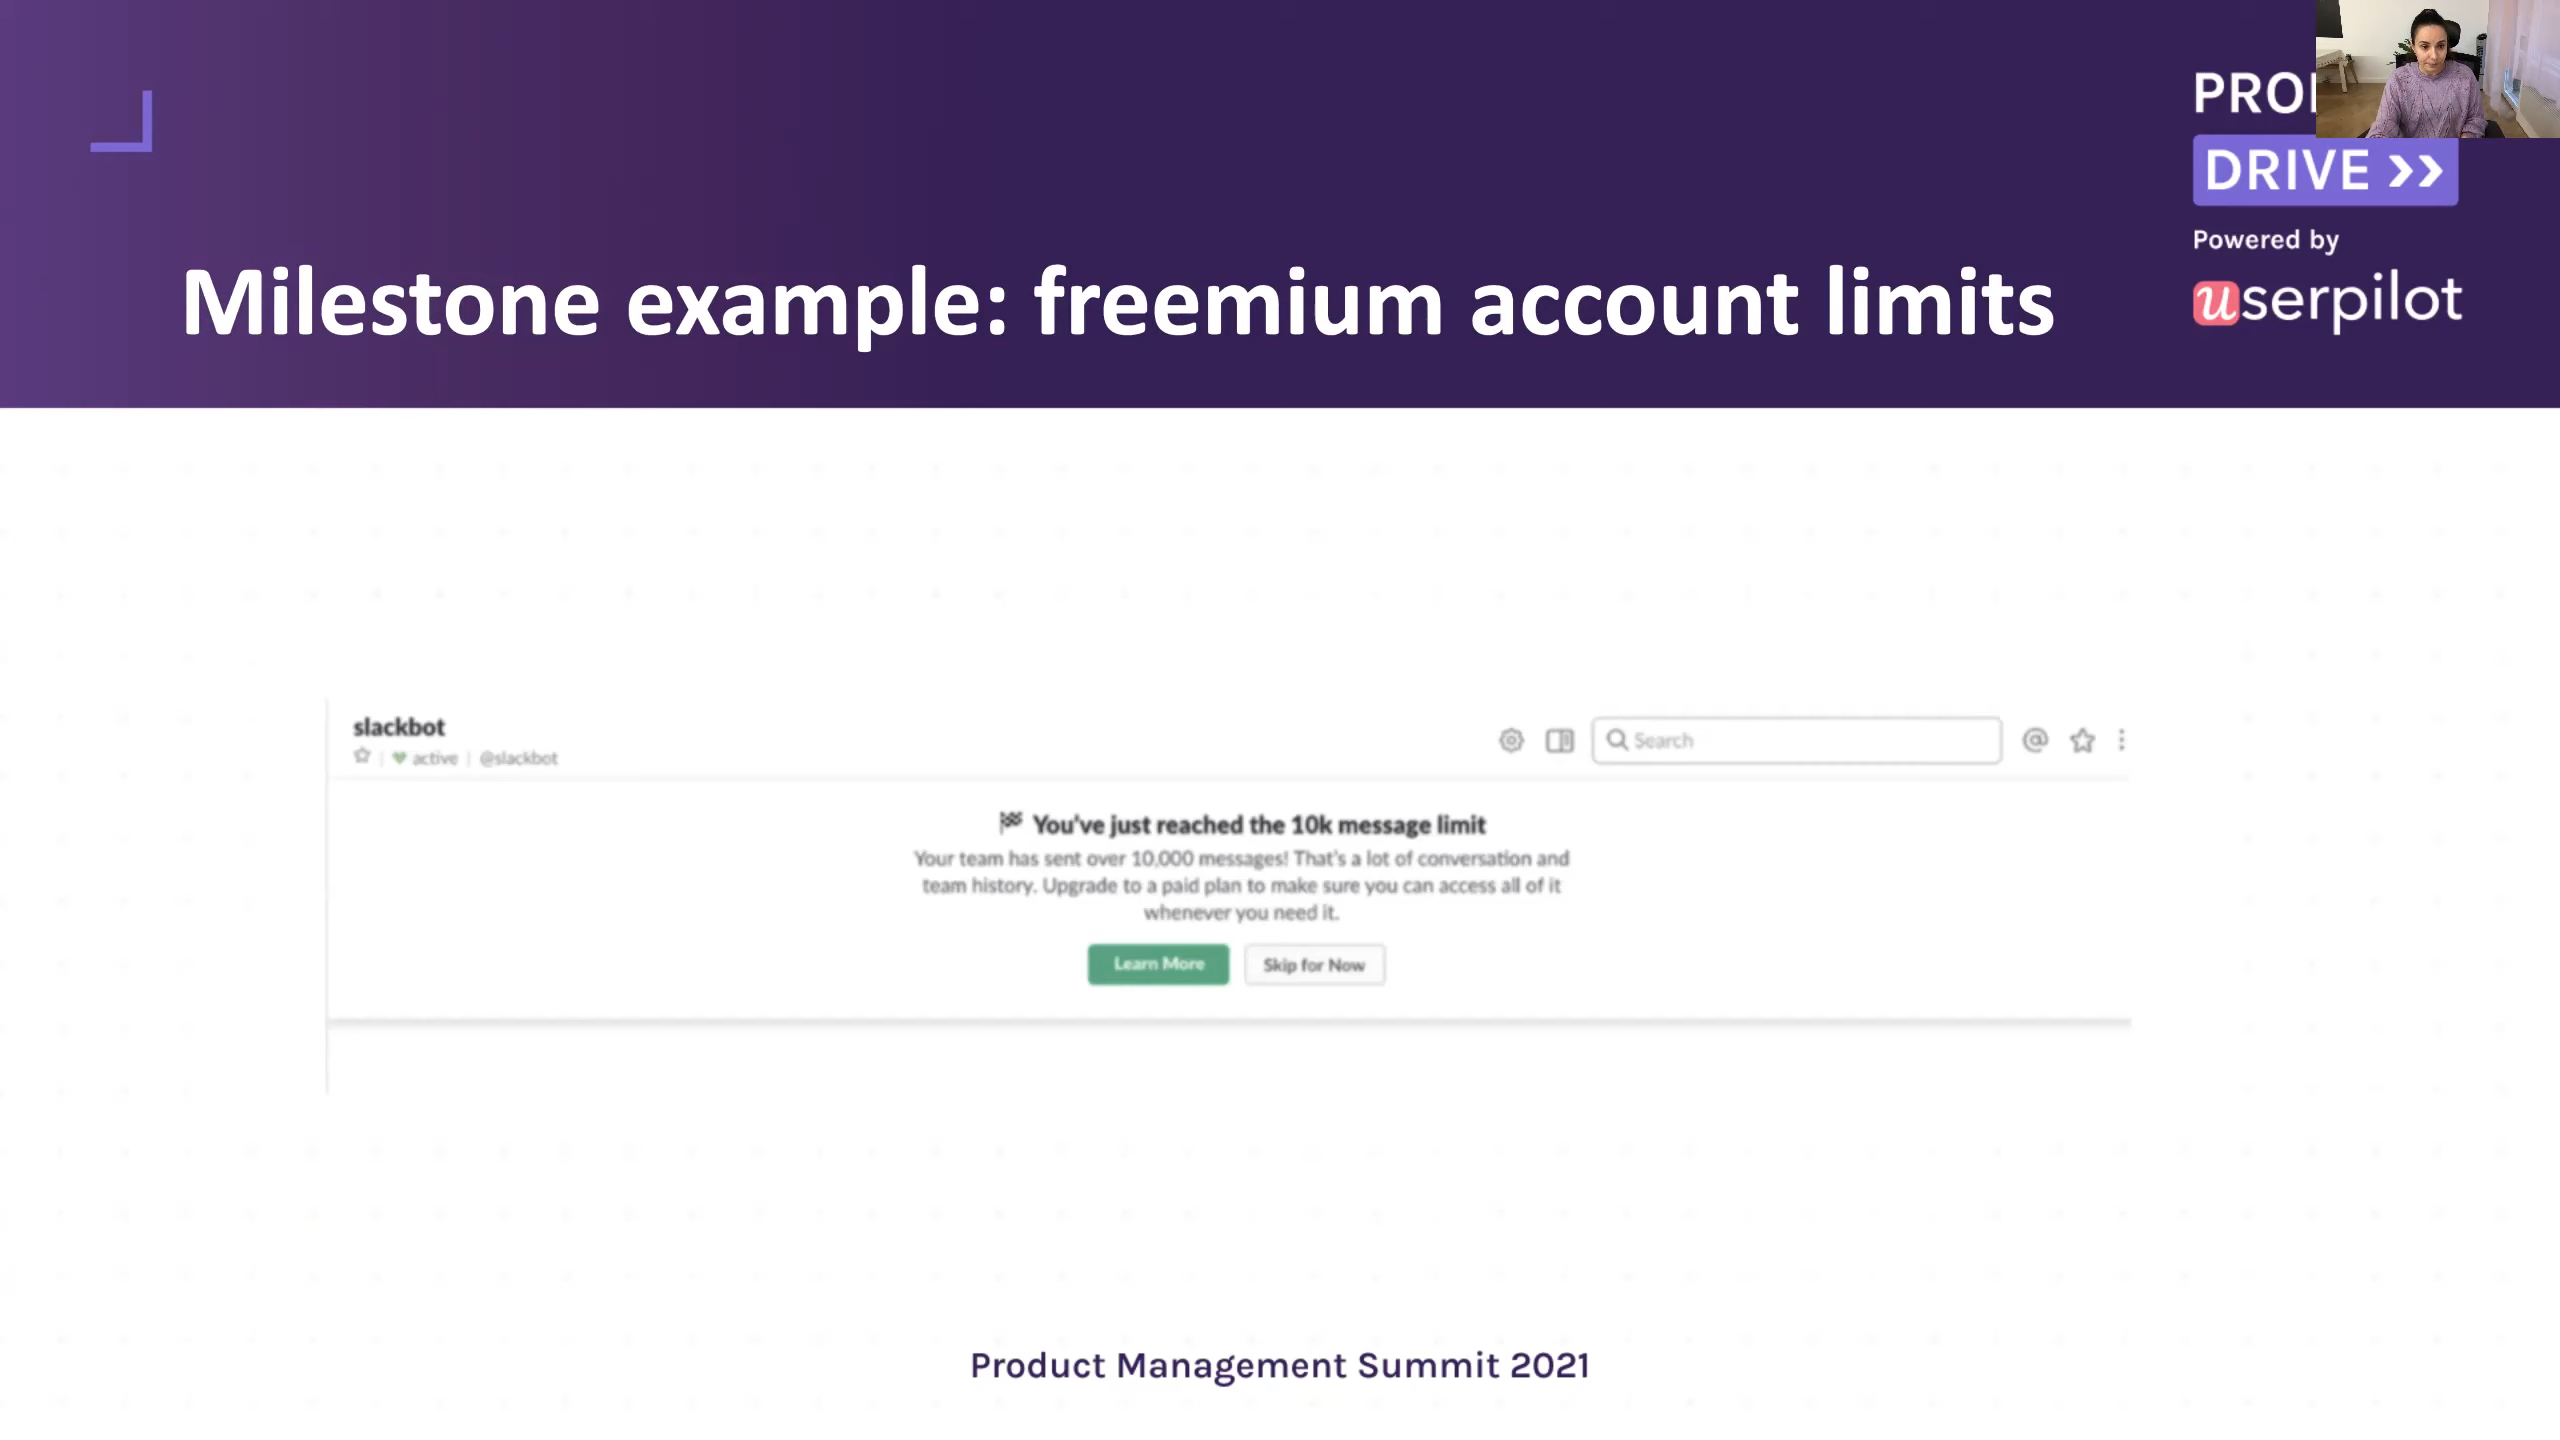 PRO
DRIVE >>
Powered by
userpilot
Milestone example: freemium account limits
slackbot
active | @slackbot
Search
You've just reached the 10k message limit
Your team has sent over 10,000 messages! That's a lot of conversation and
team history. Upgrade to a paid plan to make sure you can access all of it
whenever you need it.
Learn More
Skip for Now
Product Management Summit 2021